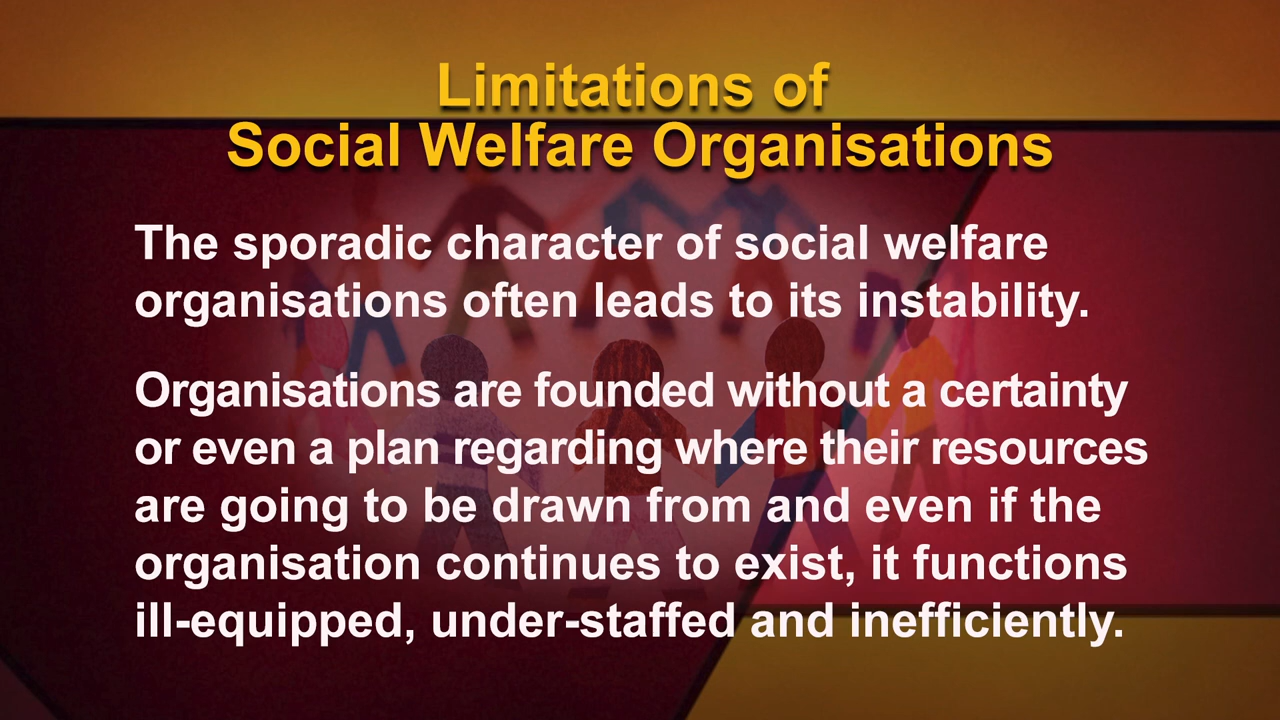 Limitations of
Social Welfare Organisations
The sporadic character of social welfare
organisations often leads to its instability.
Organisations are founded without a certainty
or even a plan regarding where their resources
are going to be drawn from and even if the
organisation continues to exist, it functions
ill-equipped, under-staffed and inefficiently.